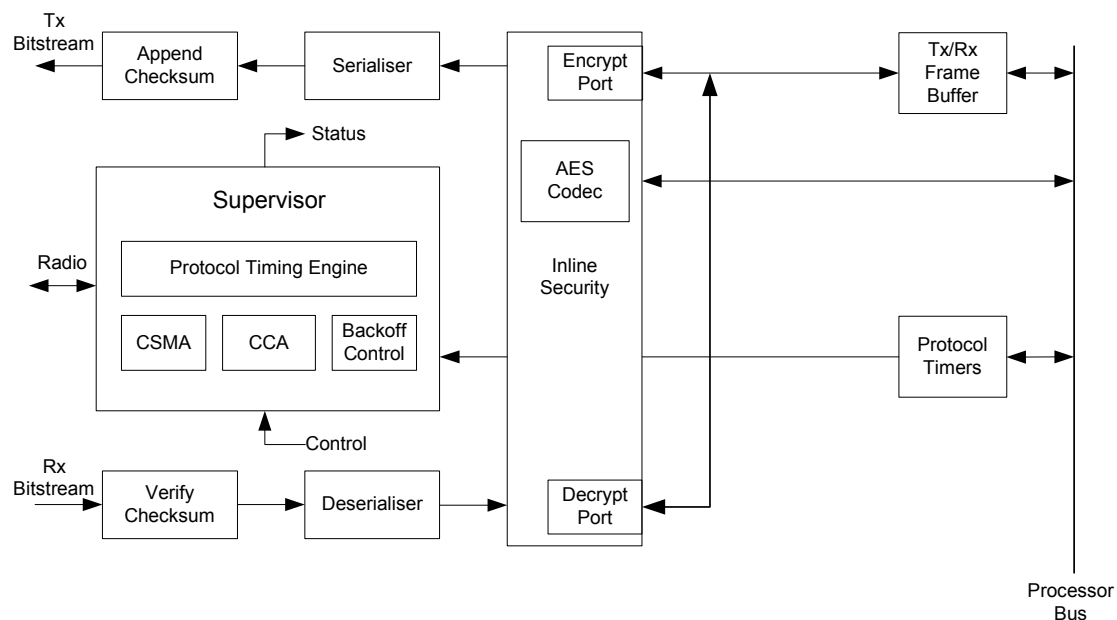 Tx
Bitstream
Append
Checksum
Serialiser
Encrypt
Port
Tx/Rx
Frame
Buffer
Status
AES
Codec
Supervisor
Radio
Protocol Timing Engine
Inline
Security
CSMA
CCA
Backoff
Control
Protocol
Timers
Control
Rx
Bitstream
Verify
Checksum
Deserialiser
Decrypt
Port
Processor
Bus